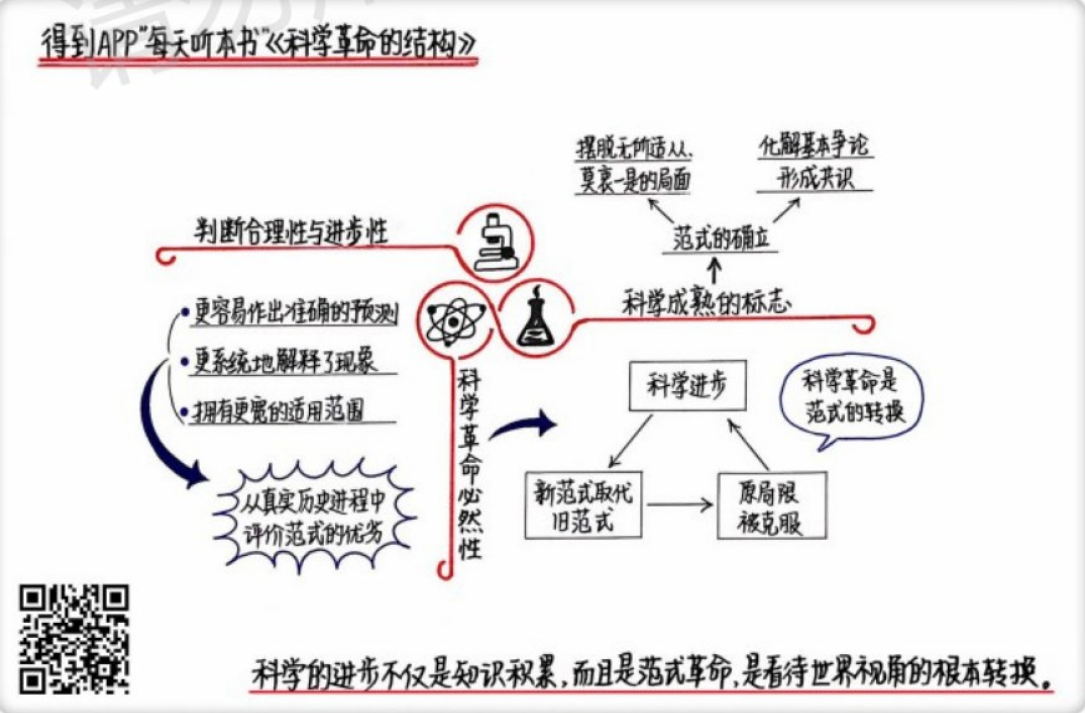 得到APP"每天听本书"《科学革命的结构》
摆脱无所适从、
莫衷一是的局面
化解基本争论
形成共识
范式的确立
科学成熟的标志
判断合理性与进步性
更容易作出准确的预测
更系统地解释了现象
拥有更宽的适用范围
从真实历史进程中
评价范式的优劣
科学革命必然性
科学进步
新范式取代
旧范式
原局限
被克服
科学革命是
范式的转换
科学的进步不仅是知识积累,而且是范式革命,是看待世界视角的根本转换。